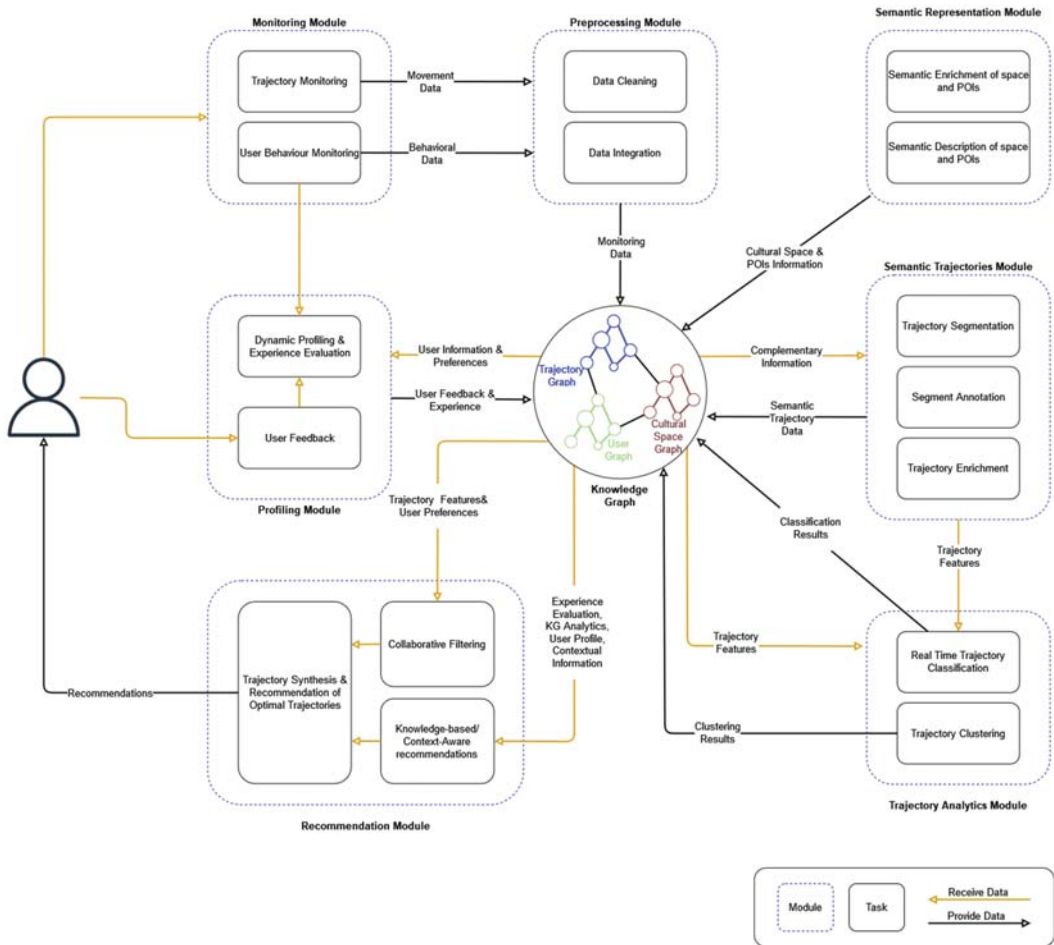 Monitoring Module
Preprocessing Module
Semantic Representation Module
Trajectory Monitoring
Movement
Data
Data Cleaning
Semantic Enrichment of space
and POIs
User Behaviour Monitoring
Behavioral
Data
Data Integration
Semantic Description of space
and POIs
Monitoring
Data
Cultural Space &
POIs Information
Semantic Trajectories Module
Dynamic Profiling &
Experience Evaluation
User Information &
Preferences
Trajectory
Graph
Complementary
Information
Trajectory Segmentation
User Feedback &
Experience
User Feedback
User
Graph
Cultural
Space
Graph
Semantic
Trajectory
Data
Segment Annotation
Trajectory Enrichment
Profiling Module
Knowledge
Graph
Trajectory Features&
User Preferences
Classification
Results
Trajectory
Features
Experience
Evaluation,
KG Analytics,
User Profile,
Contextual
Information
Collaborative Filtering
Trajectory
Features
Real Time Trajectory
Classification
Recommendations
Trajectory Synthesis &
Recommendation of
Optimal Trajectories
Knowledge-based/
Context-Aware
recommendations
Clustering
Results
Trajectory Clustering
Recommendation Module
Trajectory Analytics Module
Module
Task
Receive Data
Provide Data